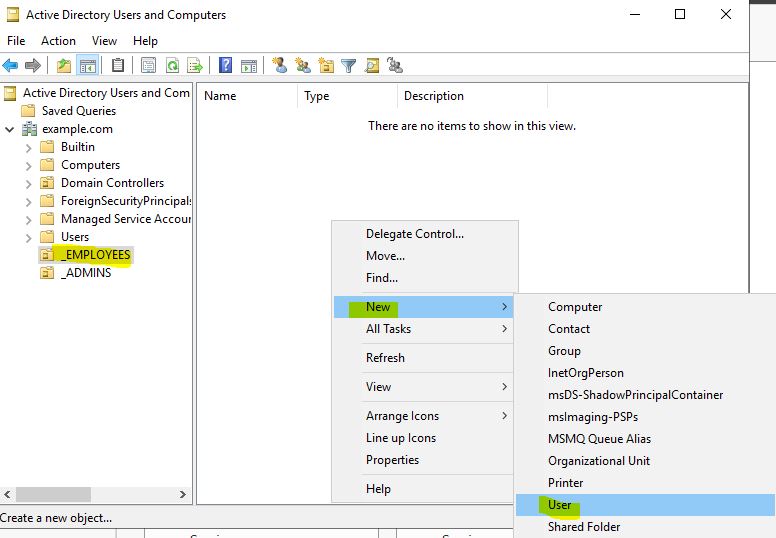 Active Directory Users and Computers
File Action View Help
Active Directory Users and Com
Name Type Description
Saved Queries
There are no items to show in this view.
example.com
Builtin
Computers
Domain Controllers
ForeignSecurityPrincipals
Managed Service Accour
Users
_EMPLOYEES
_ADMINS
Delegate Control...
Move...
Find...
New
All Tasks
Refresh
View
Arrange Icons
Line up Icons
Properties
Help
Computer
Contact
Group
InetOrgPerson
msDS-ShadowPrincipalContainer
msImaging-PSPs
MSMQ Queue Alias
Organizational Unit
Printer
User
Shared Folder
Create a new object...